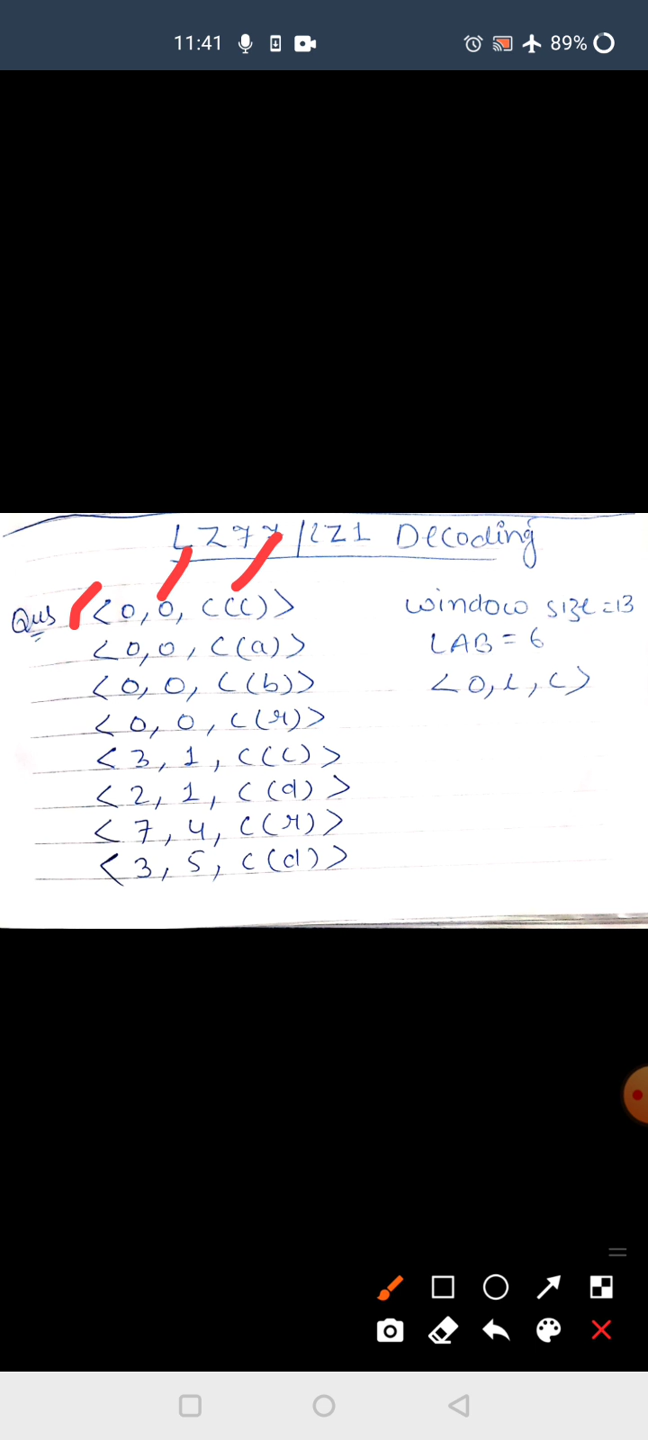 11:41 89%
LZ77/LZ1 Decoding
Qus <0,0, C(C)>
<0,0, C(a)>
<0, 0, C(b)>
<0, 0, C(r)>
<3, 1, C(C)>
<2, 1, C(d)>
<7, 4, C(r)>
<3, 5, C(d)>
window size=13
LAB = 6
<0, L, C>